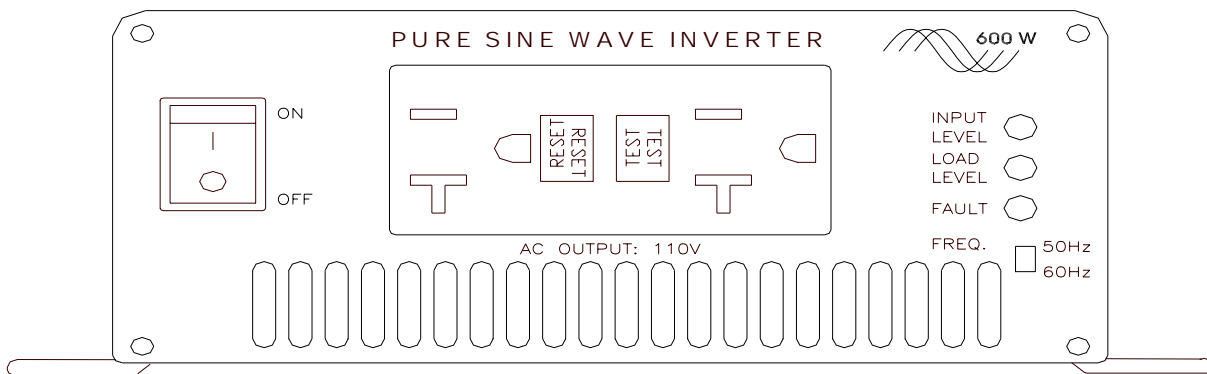 PURE SINE WAVE INVERTER
600 W
ON
OFF
RESET
RESET
TEST
TEST
INPUT
LEVEL
LOAD
LEVEL
FAULT
FREQ.
50Hz
60Hz
AC OUTPUT: 110V